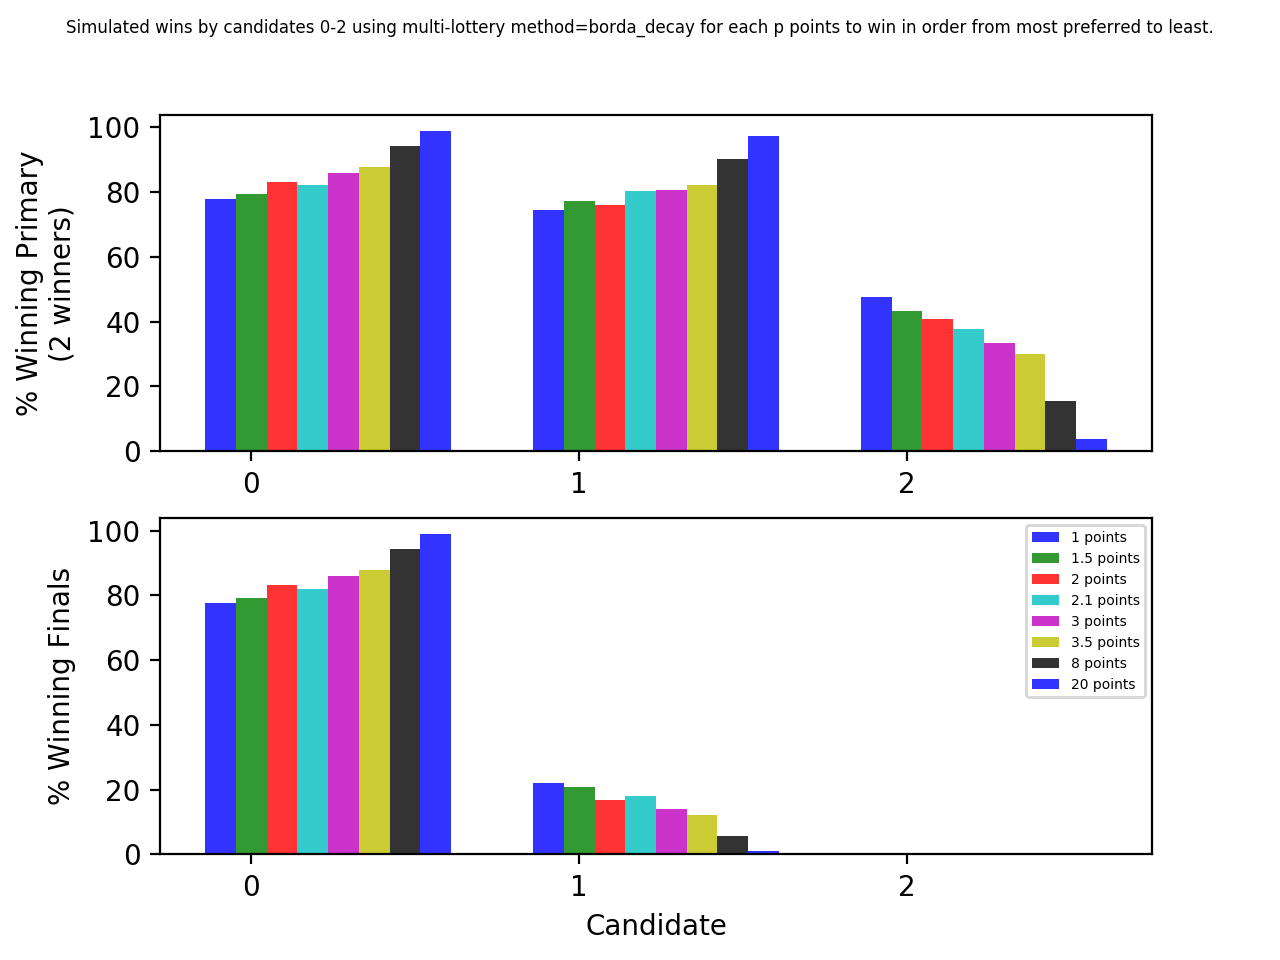 Simulated wins by candidates 0-2 using multi-lottery method=borda_decay for each p points to win in order from most preferred to least.
% Winning Primary
(2 winners)
100
80
60
40
20
0
0 1 2
% Winning Finals
100
80
60
40
20
0
1 points
1.5 points
2 points
2.1 points
3 points
3.5 points
8 points
20 points
0 1 2
Candidate